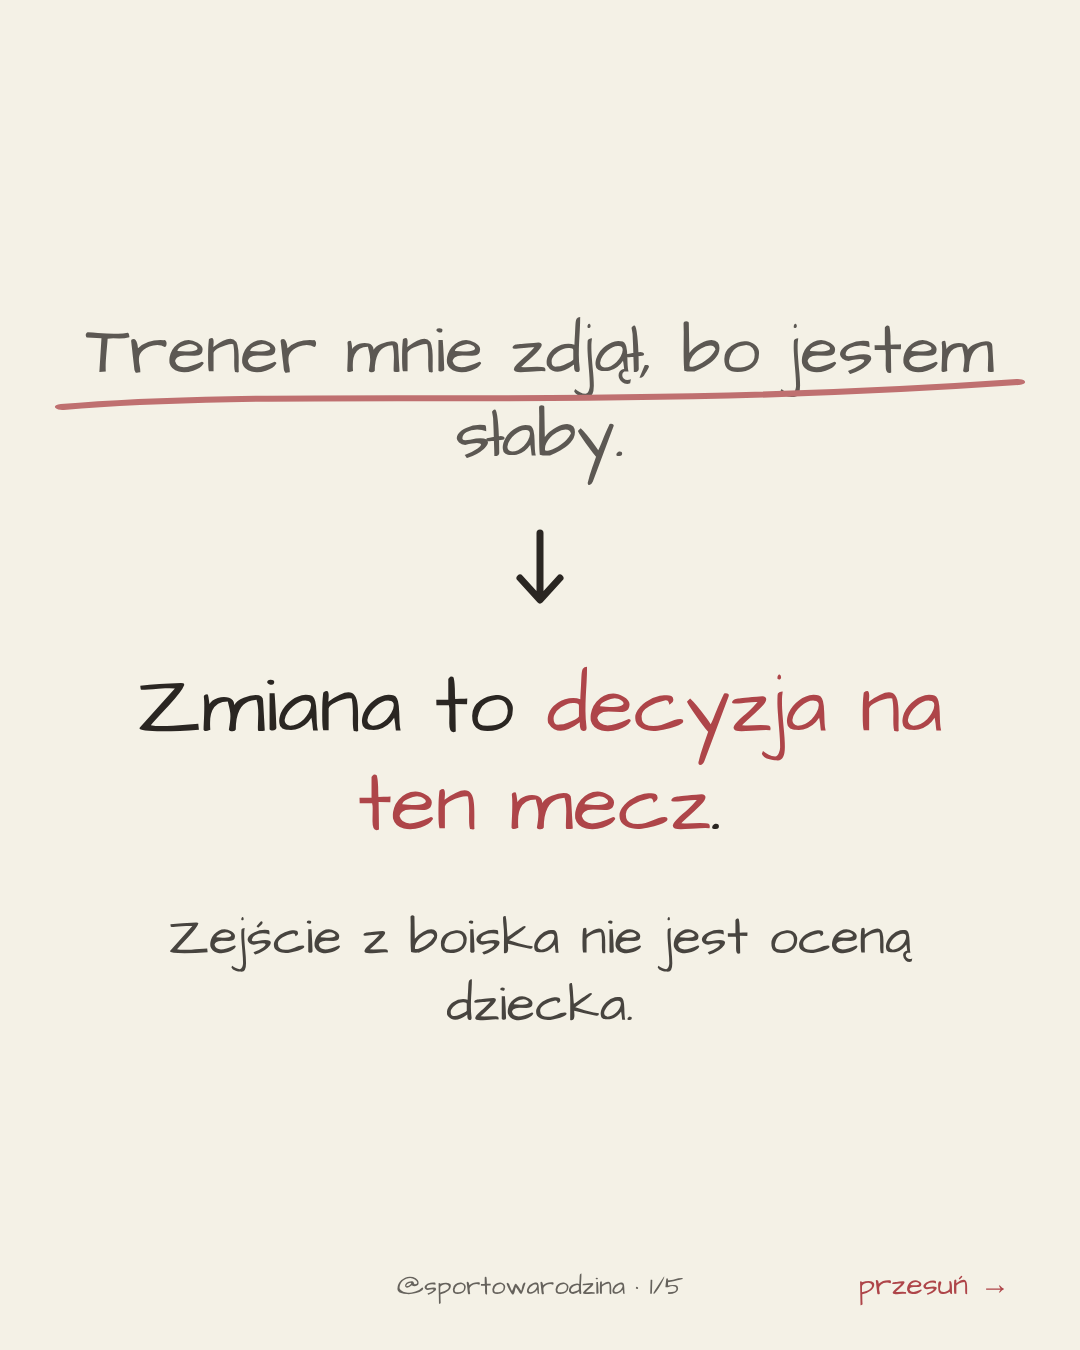 Trener mnie zdjął, bo jestem
słaby.
↓
Zmiana to decyzja na
ten mecz.
Zejście z boiska nie jest oceną
dziecka.
@sportowarodzina · 1/5
przesuń →